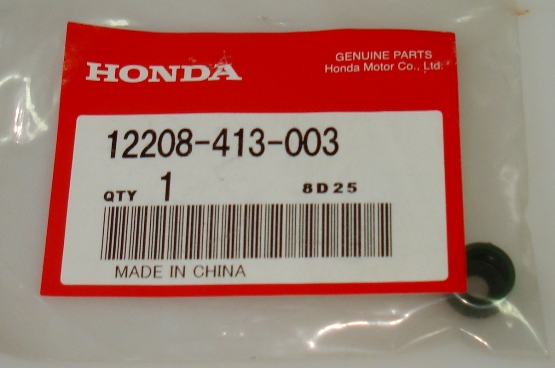 HONDA
GENUINE PARTS
Honda Motor Co., Ltd.
12208-413-003
QTY 1 8D25
MADE IN CHINA